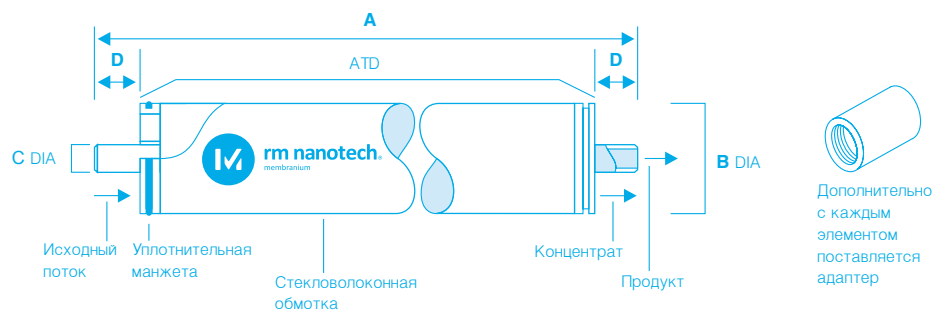 A
D
ATD
D
C DIA
rm nanotech®
membranium
B DIA
Исходный
поток
Уплотнительная
манжета
Стекловолоконная
обмотка
Концентрат
Продукт
Дополнительно
с каждым
элементом
поставляется
адаптер